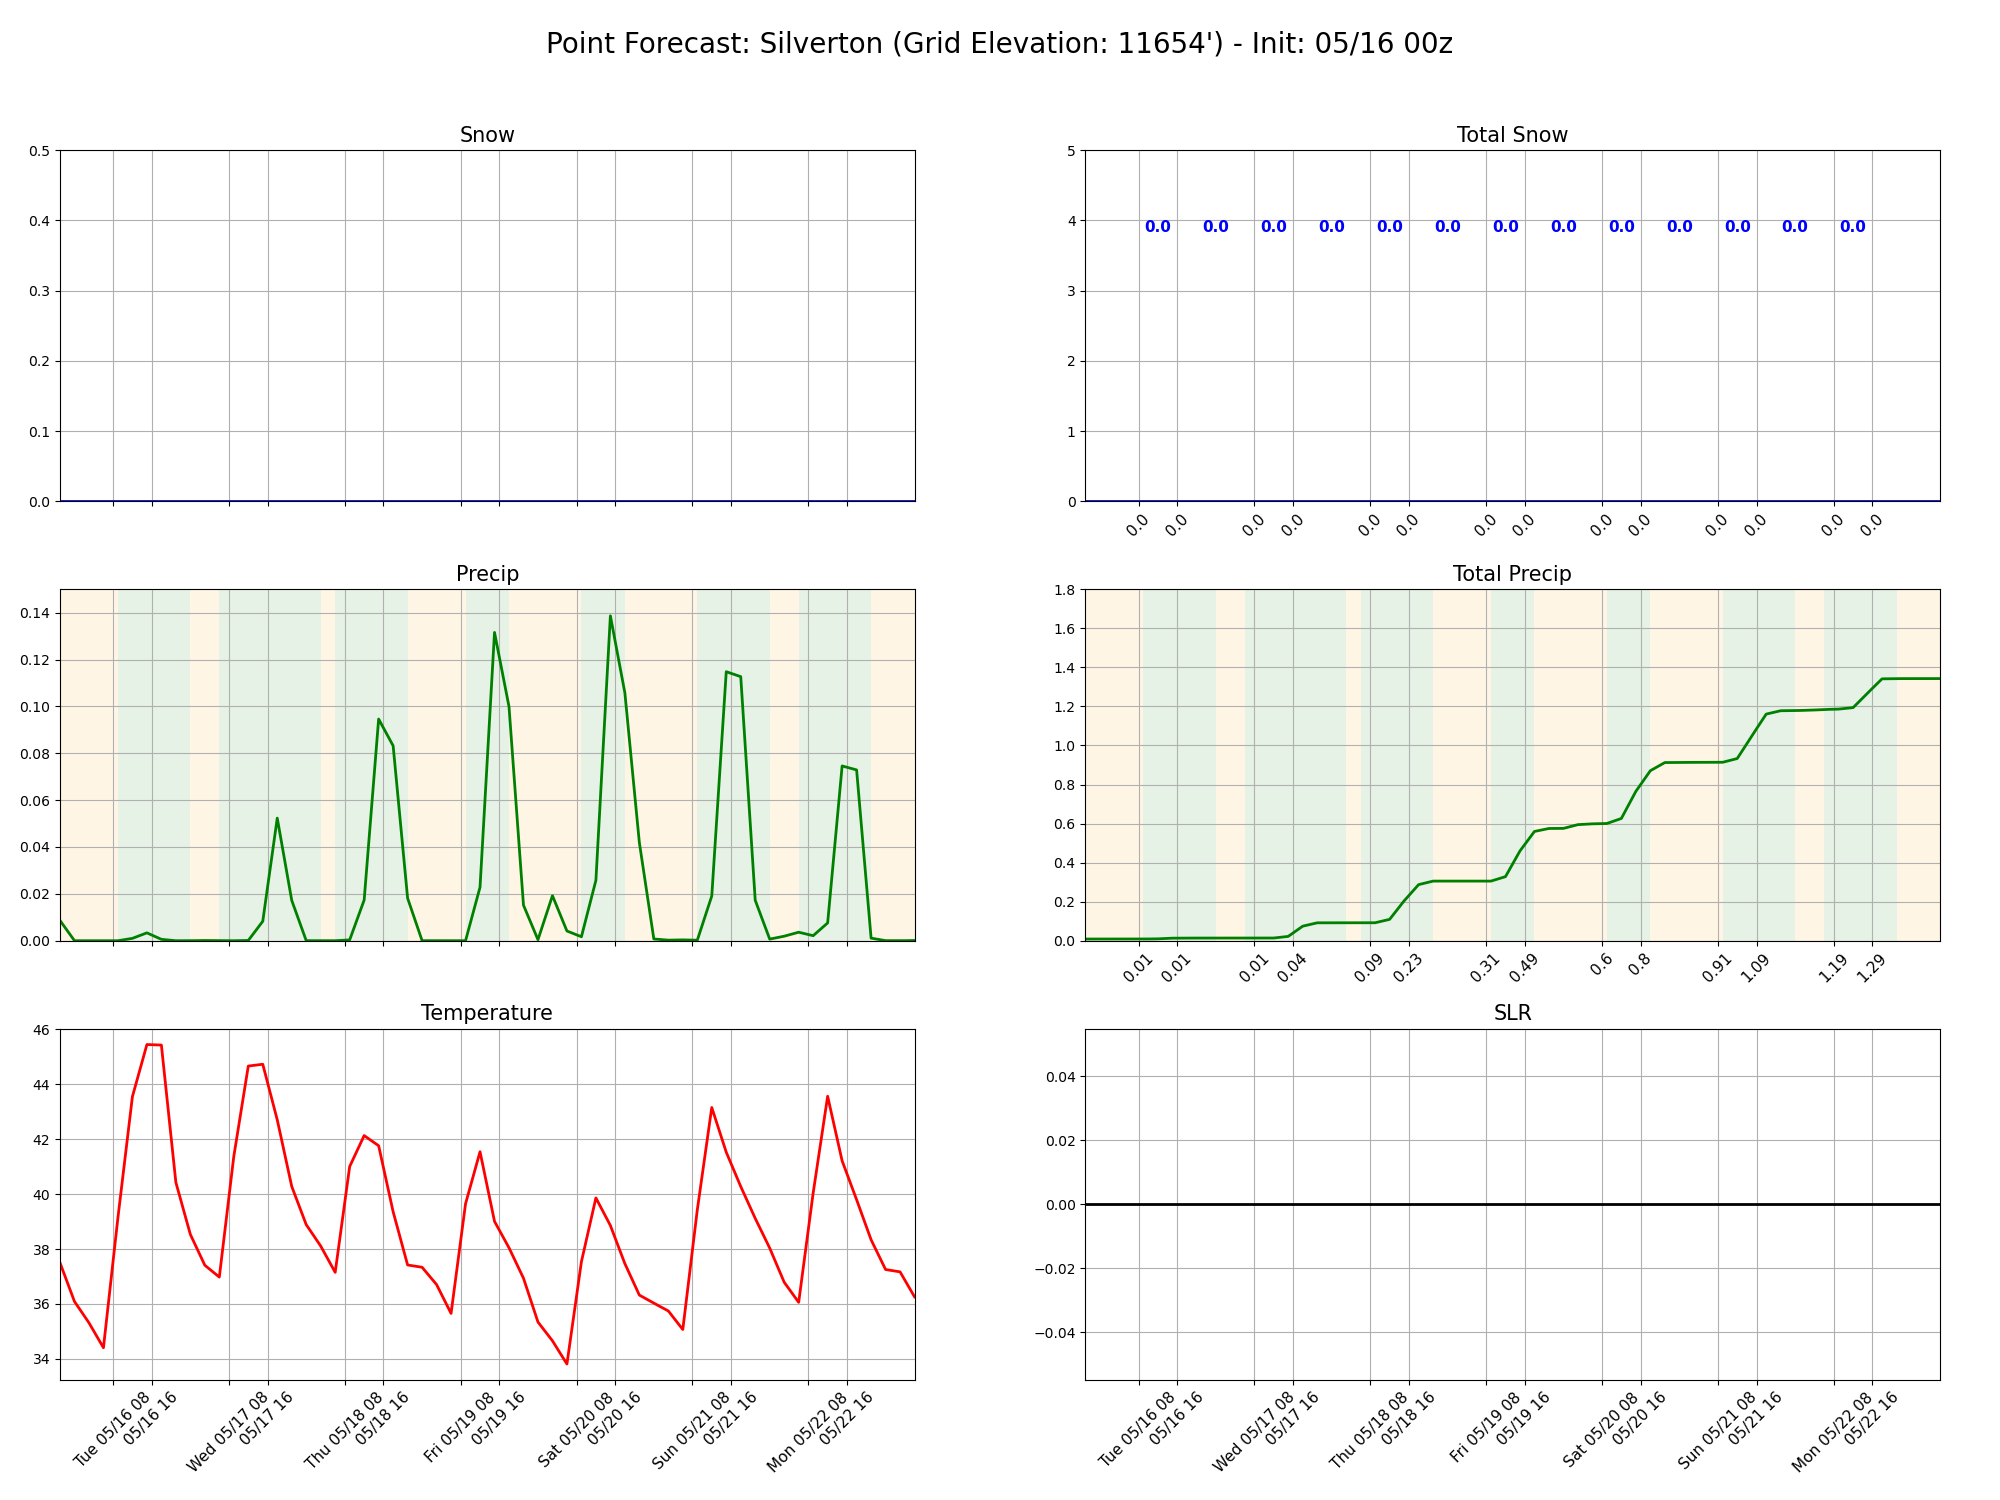 Point Forecast: Silverton (Grid Elevation: 11654') - Init: 05/16 00z
Snow
0.5
0.4
0.3
0.2
0.1
0.0
Total Snow
5
4
3
2
1
0
0.0 0.0 0.0 0.0 0.0 0.0 0.0 0.0 0.0 0.0 0.0 0.0 0.0
0.0 0.0 0.0 0.0 0.0 0.0 0.0 0.0 0.0 0.0 0.0 0.0 0.0 0.0
Precip
0.14
0.12
0.10
0.08
0.06
0.04
0.02
0.00
Total Precip
1.8
1.6
1.4
1.2
1.0
0.8
0.6
0.4
0.2
0.0
0.01 0.01 0.01 0.04 0.09 0.23 0.31 0.49 0.6 0.8 0.91 1.09 1.19 1.29
Temperature
46
44
42
40
38
36
34
Tue 05/16 08
05/16 16
Wed 05/17 08
05/17 16
Thu 05/18 08
05/18 16
Fri 05/19 08
05/19 16
Sat 05/20 08
05/20 16
Sun 05/21 08
05/21 16
Mon 05/22 08
05/22 16
SLR
0.04
0.02
0.00
−0.02
−0.04
Tue 05/16 08
05/16 16
Wed 05/17 08
05/17 16
Thu 05/18 08
05/18 16
Fri 05/19 08
05/19 16
Sat 05/20 08
05/20 16
Sun 05/21 08
05/21 16
Mon 05/22 08
05/22 16